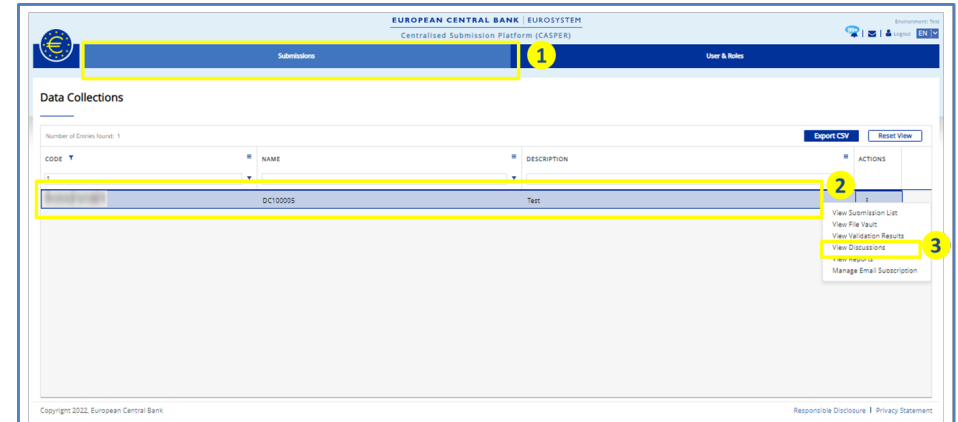 EUROPEAN CENTRAL BANK | EUROSYSTEM
Environment: Test
Centralised Submission Platform (CASPER)
Logout EN
Submissions
1
User & Roles
Data Collections
Number of Entries found: 1
Export CSV
Reset View
CODE
NAME
DESCRIPTION
ACTIONS
1
2
DC100005
Test
View Submission List
View File Vault
View Validation Results
View Discussions
3
View Reports
Manage Email Subscription
Copyright 2022, European Central Bank
Responsible Disclosure | Privacy Statement